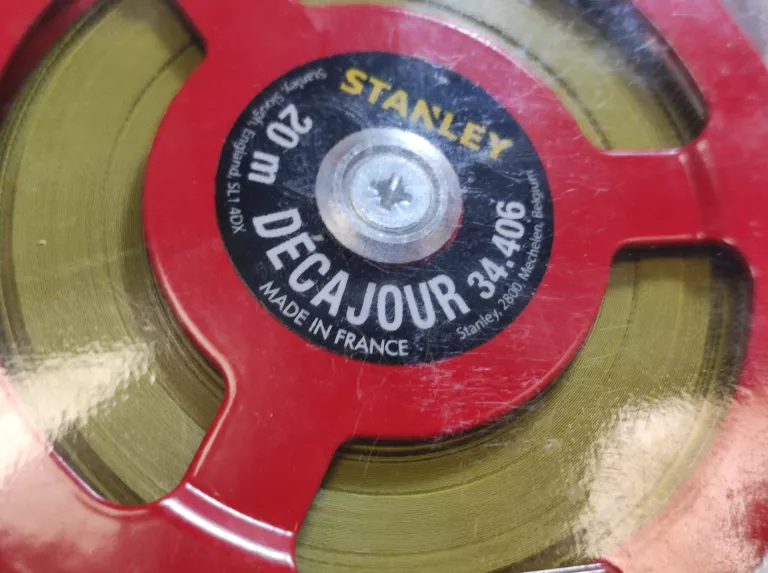 STANLEY
20 m
DÉCAJOUR
34.406
MADE IN FRANCE
Stanley, Slough, England, SL1 4DX
Stanley, 2800, Mechelen, Belgium